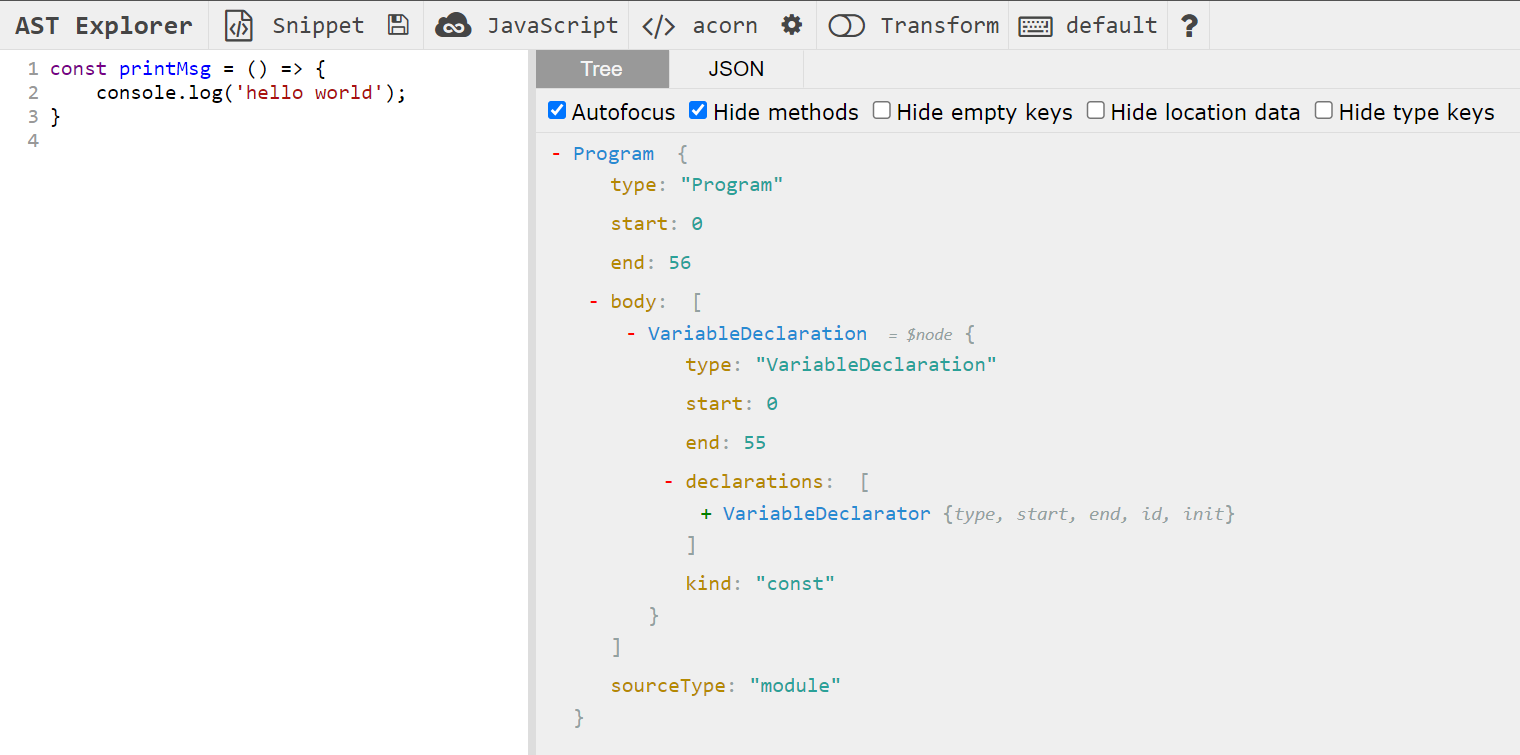 AST Explorer Snippet JavaScript </> acorn Transform default ?
1 const printMsg = () => {
2     console.log('hello world');
3 }
4
Tree JSON
Autofocus Hide methods Hide empty keys Hide location data Hide type keys
- Program {
type: "Program"
start: 0
end: 56
- body: [
- VariableDeclaration = $node {
type: "VariableDeclaration"
start: 0
end: 55
- declarations: [
+ VariableDeclarator {type, start, end, id, init}
]
kind: "const"
}
]
sourceType: "module"
}